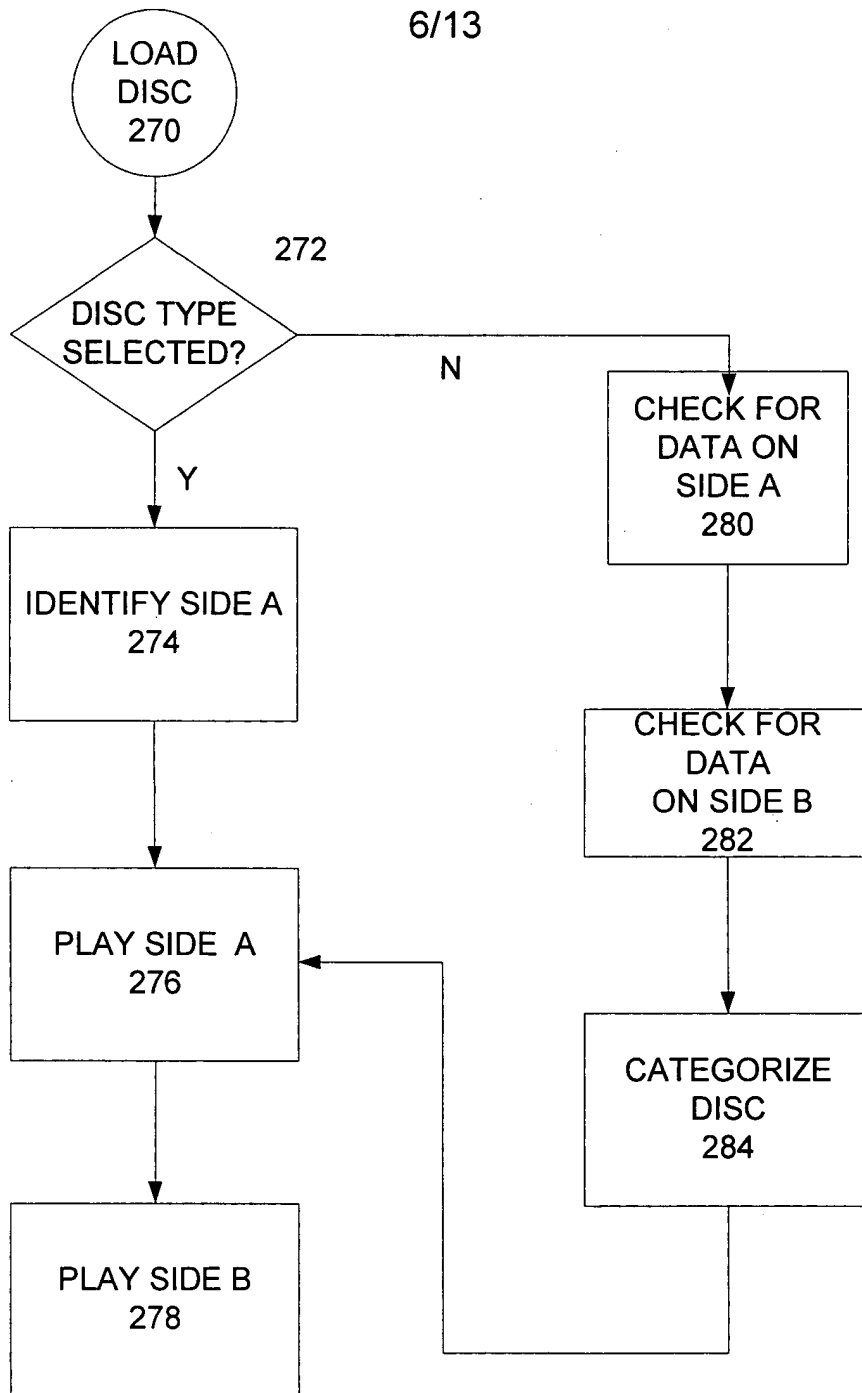 6/13
LOAD
DISC
270
272
DISC TYPE
SELECTED?
N
Y
IDENTIFY SIDE A
274
PLAY SIDE A
276
PLAY SIDE B
278
CHECK FOR
DATA ON
SIDE A
280
CHECK FOR
DATA
ON SIDE B
282
CATEGORIZE
DISC
284